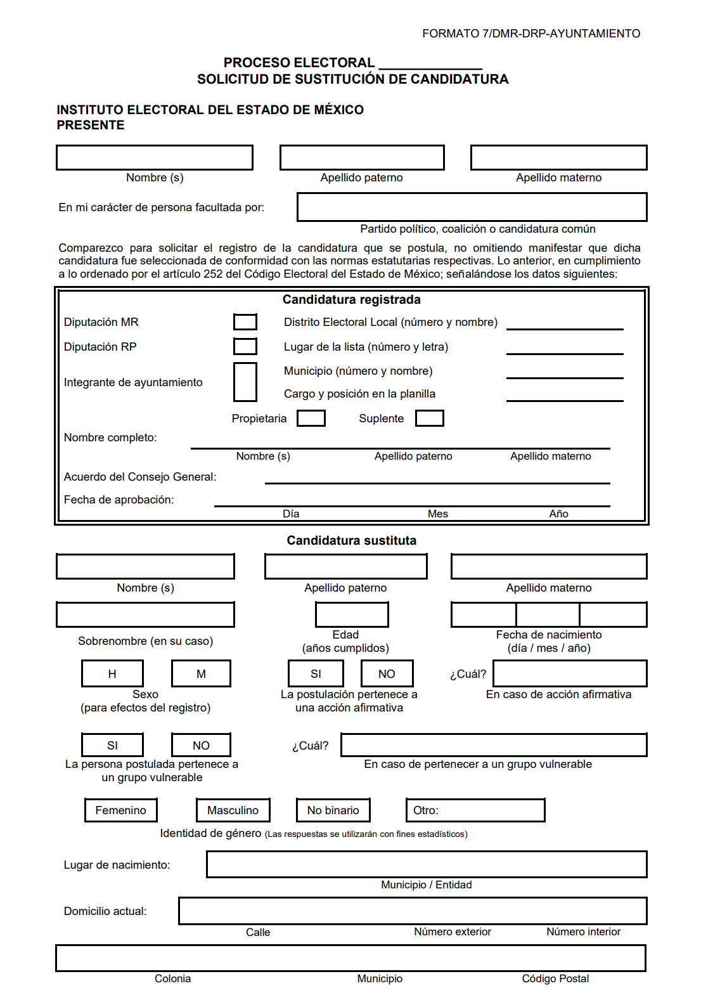 FORMATO 7/DMR-DRP-AYUNTAMIENTO
PROCESO ELECTORAL ______________
SOLICITUD DE SUSTITUCIÓN DE CANDIDATURA
INSTITUTO ELECTORAL DEL ESTADO DE MÉXICO
PRESENTE
Nombre (s) Apellido paterno Apellido materno
En mi carácter de persona facultada por:
Partido político, coalición o candidatura común
Comparezco para solicitar el registro de la candidatura que se postula, no omitiendo manifestar que dicha
candidatura fue seleccionada de conformidad con las normas estatutarias respectivas. Lo anterior, en cumplimiento
a lo ordenado por el artículo 252 del Código Electoral del Estado de México; señalándose los datos siguientes:
Candidatura registrada
Diputación MR Distrito Electoral Local (número y nombre)
Diputación RP Lugar de la lista (número y letra)
Municipio (número y nombre)
Integrante de ayuntamiento
Cargo y posición en la planilla
Propietaria Suplente
Nombre completo:
Nombre (s) Apellido paterno Apellido materno
Acuerdo del Consejo General:
Fecha de aprobación:
Día Mes Año
Candidatura sustituta
Nombre (s) Apellido paterno Apellido materno
Sobrenombre (en su caso) Edad Fecha de nacimiento
(años cumplidos) (día / mes / año)
H M SI NO ¿Cuál?
Sexo La postulación pertenece a En caso de acción afirmativa
(para efectos del registro) una acción afirmativa
SI NO ¿Cuál?
La persona postulada pertenece a En caso de pertenecer a un grupo vulnerable
un grupo vulnerable
Femenino Masculino No binario Otro:
Identidad de género (Las respuestas se utilizarán con fines estadísticos)
Lugar de nacimiento:
Municipio / Entidad
Domicilio actual:
Calle Número exterior Número interior
Colonia Municipio Código Postal